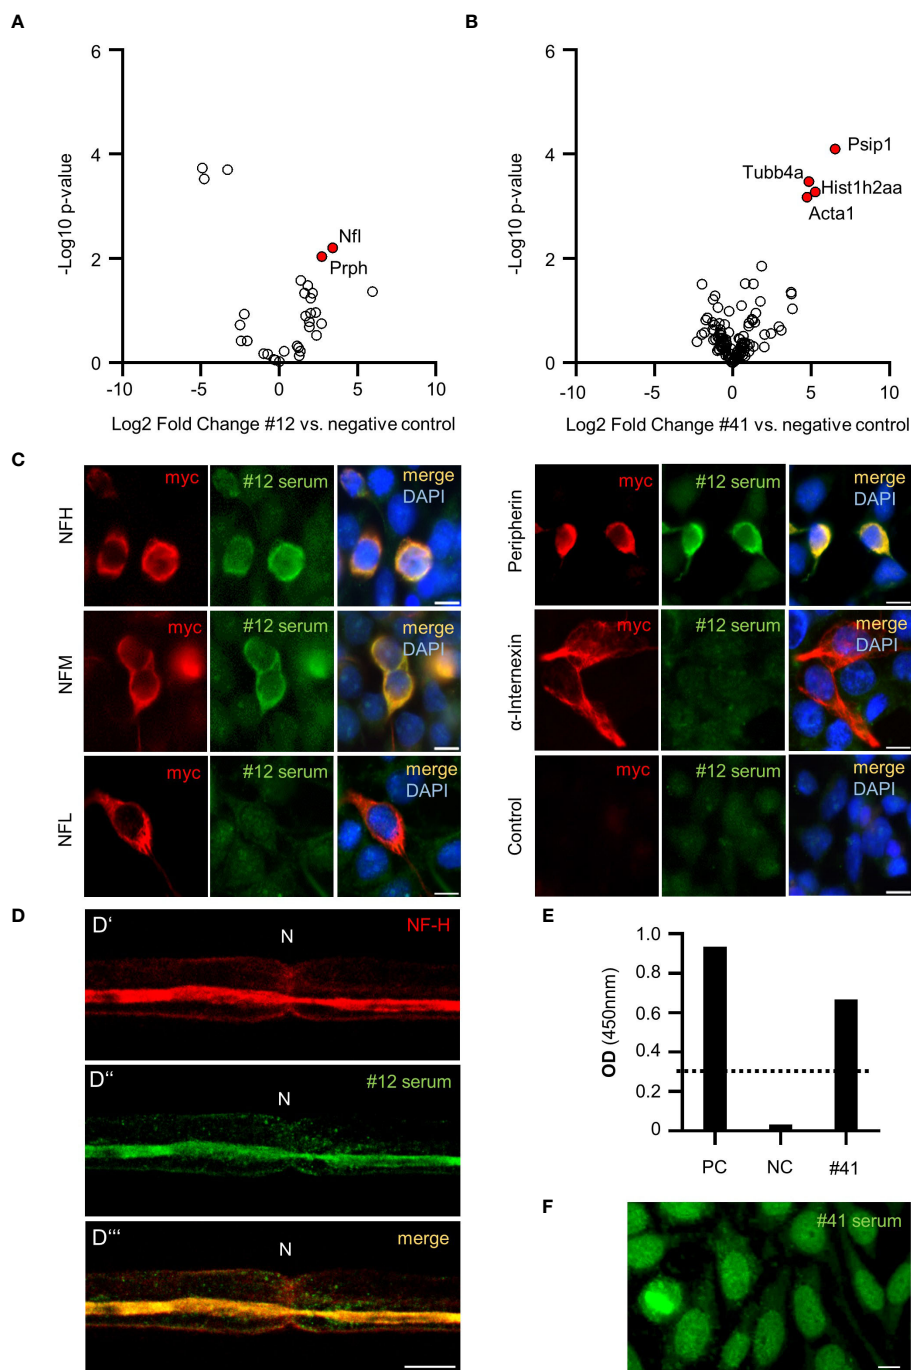 A
6
4
2
0
-Log10 p-value
Nfl
Prph
-10
-5
0
5
10
Log2 Fold Change #12 vs. negative control
B
6
4
2
0
-Log10 p-value
Psip1
Tubb4a
Hist1h2aa
Acta1
-10
-5
0
5
10
Log2 Fold Change #41 vs. negative control
C
NFH
myc
#12 serum
merge
DAPI
NFM
myc
#12 serum
merge
DAPI
NFL
myc
#12 serum
merge
DAPI
Peripherin
myc
#12 serum
merge
DAPI
α-Internexin
myc
#12 serum
merge
DAPI
Control
myc
#12 serum
merge
DAPI
D
D‘
N
NF-H
D‘‘
N
#12 serum
D‘‘‘
N
merge
E
OD (450nnm)
1.0
0.8
0.6
0.4
0.2
0
PC
NC
#41
F
#41 serum